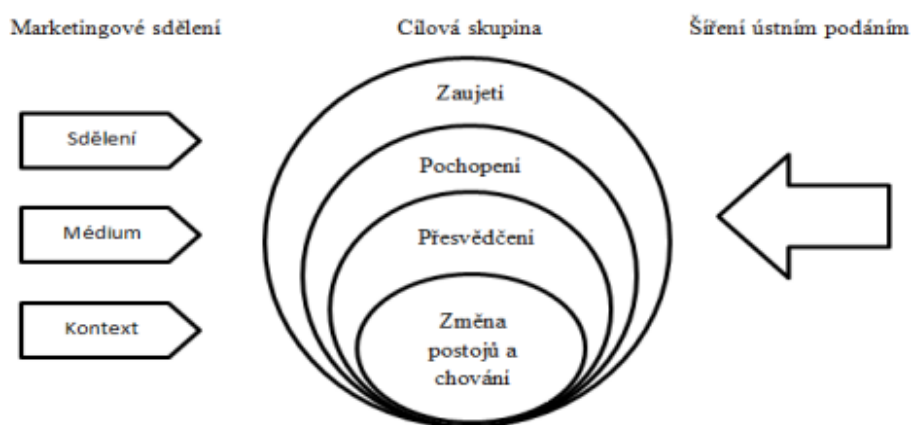 Marketingové sdělení
Cílová skupina
Šíření ústním podáním
Sdělení
Médium
Kontext
Zaujetí
Pochopení
Přesvědčení
Změna
postojů a
chování